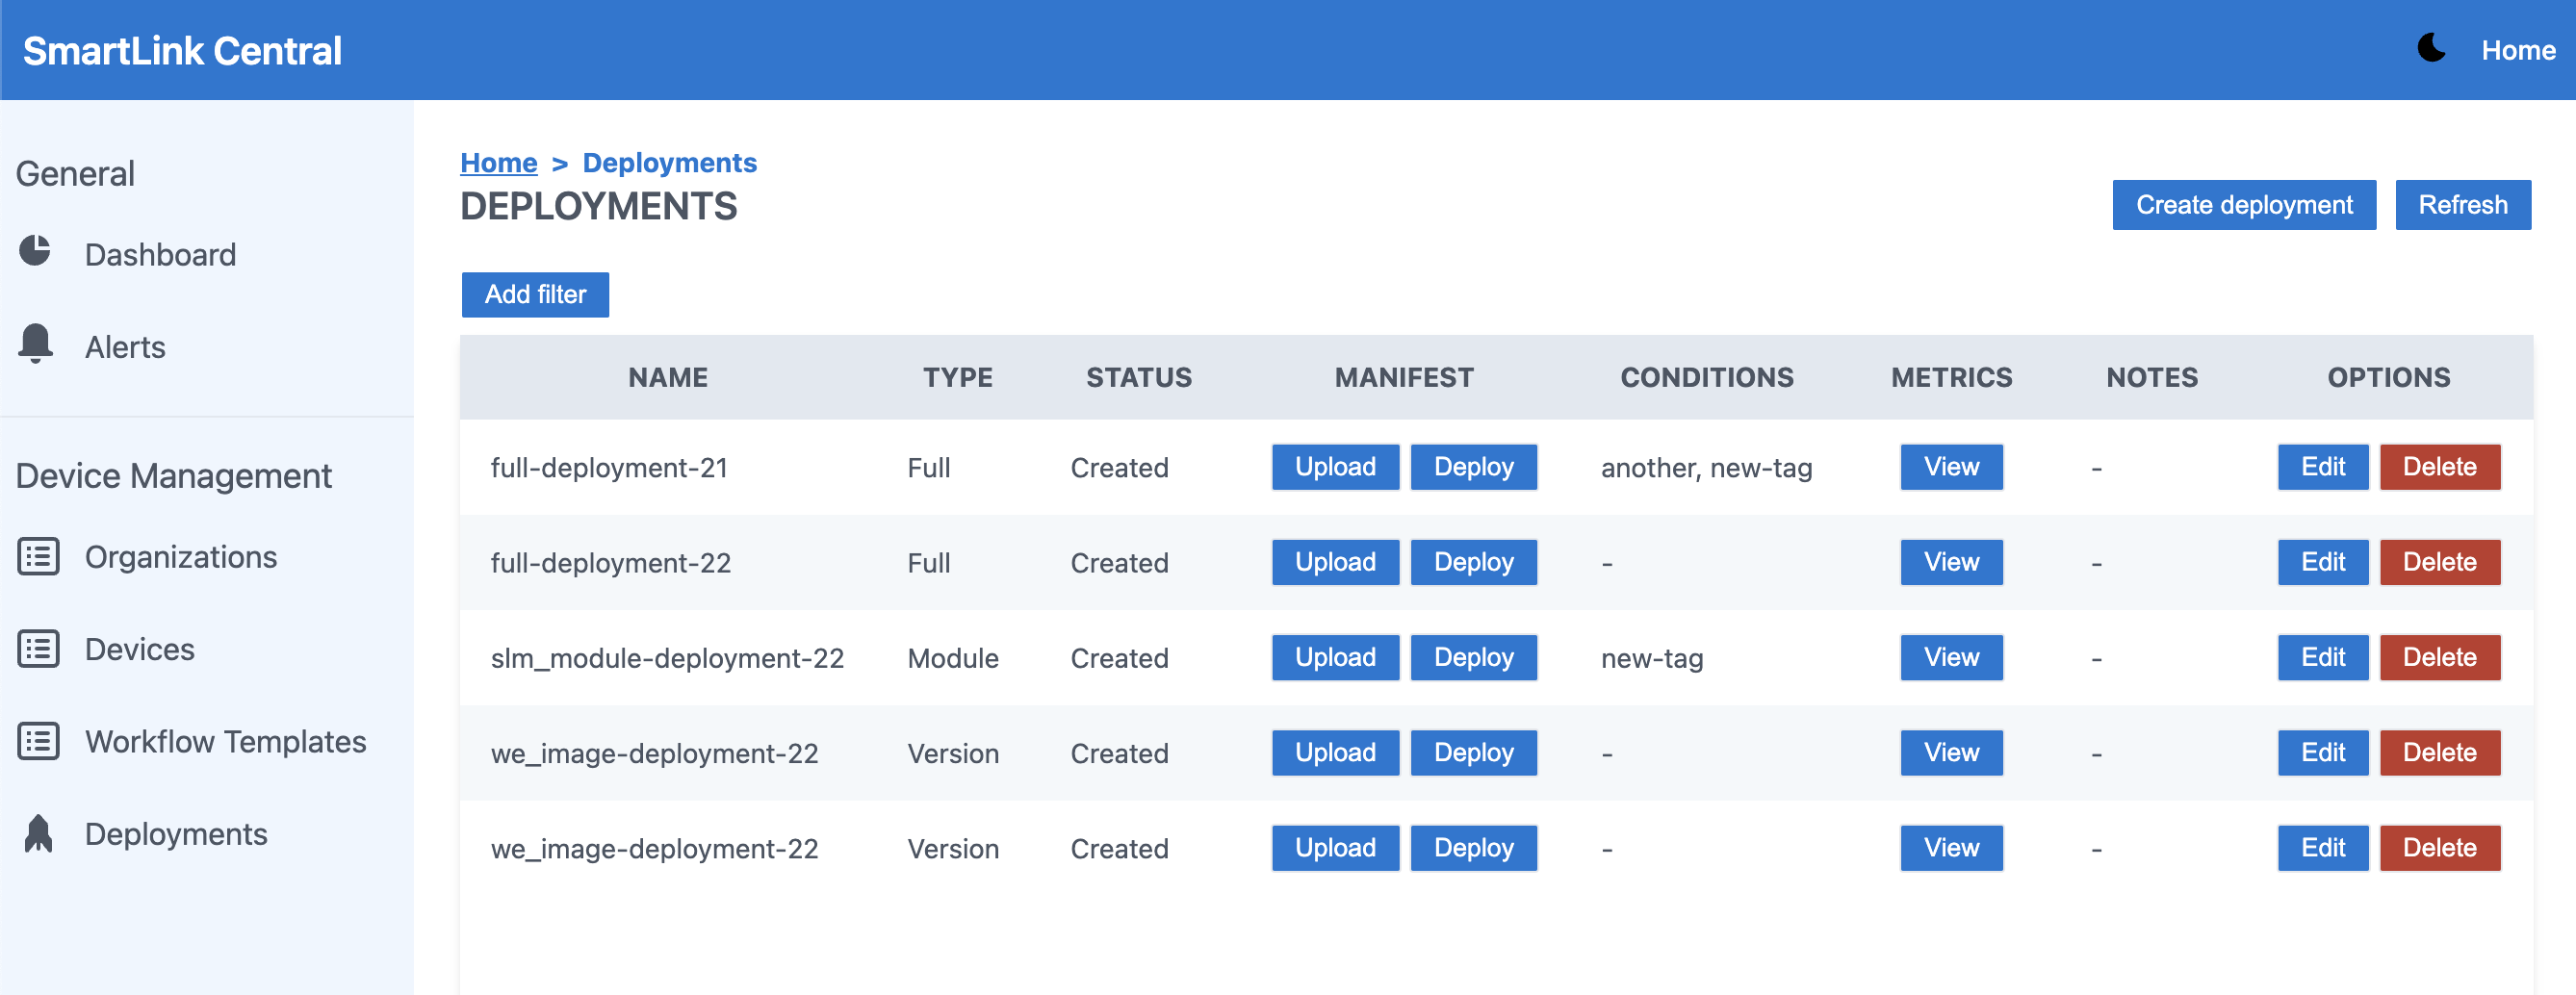 SmartLink Central Home
General
Dashboard
Alerts
Device Management
Organizations
Devices
Workflow Templates
Deployments
Home > Deployments
DEPLOYMENTS
Create deployment Refresh
Add filter
NAME TYPE STATUS MANIFEST CONDITIONS METRICS NOTES OPTIONS
full-deployment-21 Full Created Upload Deploy another, new-tag View - Edit Delete
full-deployment-22 Full Created Upload Deploy - View - Edit Delete
slm_module-deployment-22 Module Created Upload Deploy new-tag View - Edit Delete
we_image-deployment-22 Version Created Upload Deploy - View - Edit Delete
we_image-deployment-22 Version Created Upload Deploy - View - Edit Delete